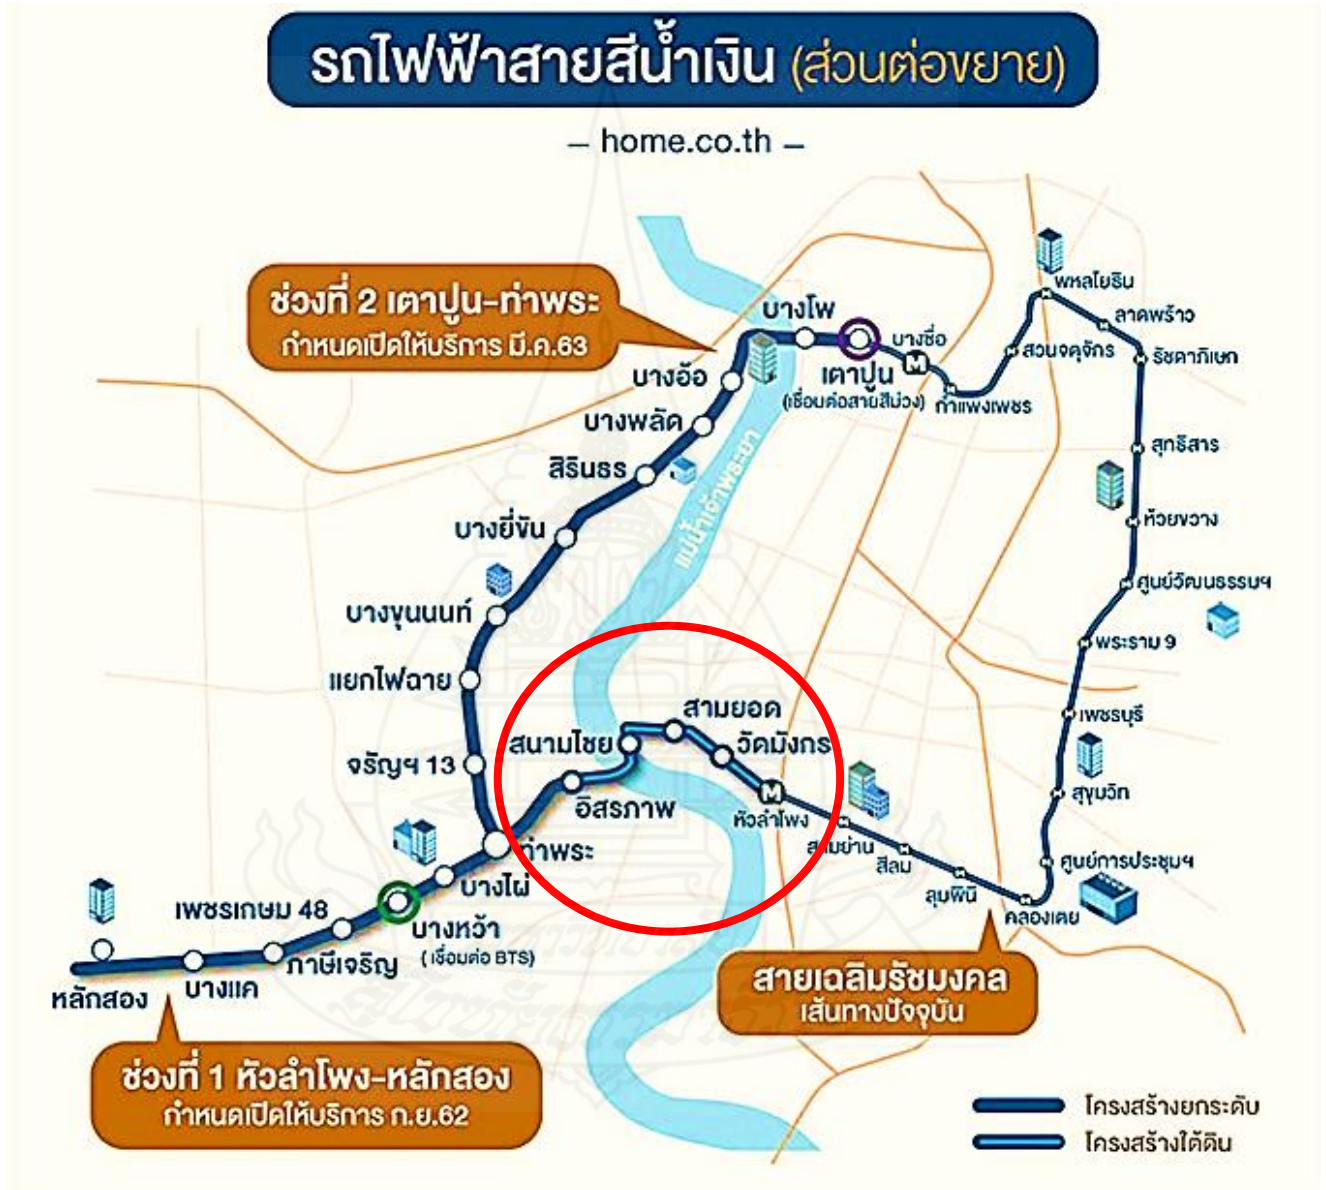 รถไฟฟ้าสายสีน้ำเงิน (ส่วนต่อขยาย)
– home.co.th –
ช่วงที่ 2 เตาปูน-ท่าพระ
กำหนดเปิดให้บริการ มี.ค.63
พหลโยธิน
ลาดพร้าว
รัชดาภิเษก
สวนจตุจักร
บางโพ
บางซื่อ
เตาปูน
(เชื่อมต่อสายสีม่วง)
กำแพงเพชร
บางอ้อ
บางพลัด
สิรินธร
สุทธิสาร
แม่น้ำเจ้าพระยา
บางยี่ขัน
ห้วยขวาง
ศูนย์วัฒนธรรมฯ
บางขุนนนท์
พระราม 9
แยกไฟฉาย
สามยอด
เพชรบุรี
สนามไชย
วัดมังกร
จรัญฯ 13
อิสรภาพ
M
หัวลำโพง
สุขุมวิท
ท่าพระ
สามย่าน
สีลม
ศูนย์การประชุมฯ
บางไผ่
ลุมพินี
คลองเตย
เพชรเกษม 48
บางหว้า
(เชื่อมต่อ BTS)
ภาษีเจริญ
บางแค
หลักสอง
สายเฉลิมรัชมงคล
เส้นทางปัจจุบัน
ช่วงที่ 1 หัวลำโพง-หลักสอง
กำหนดเปิดให้บริการ ก.ย.62
โครงสร้างยกระดับ
โครงสร้างใต้ดิน